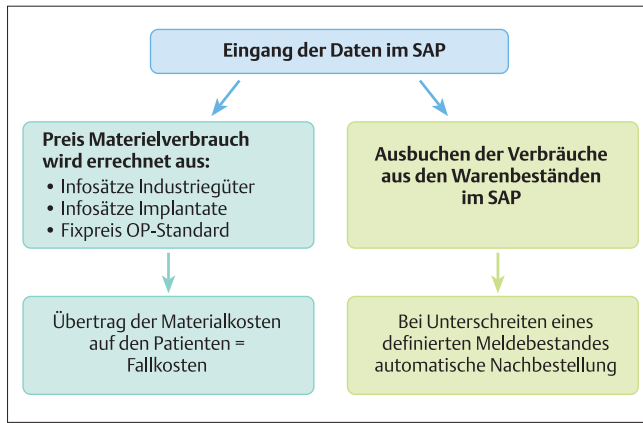 Eingang der Daten im SAP
Preis Materielverbrauch
wird errechnet aus:
• Infosätze Industriegüter
• Infosätze Implantate
• Fixpreis OP-Standard
Ausbuchen der Verbräuche
aus den Warenbeständen
im SAP
Übertrag der Materialkosten
auf den Patienten =
Fallkosten
Bei Unterschreiten eines
definierten Meldebestandes
automatische Nachbestellung